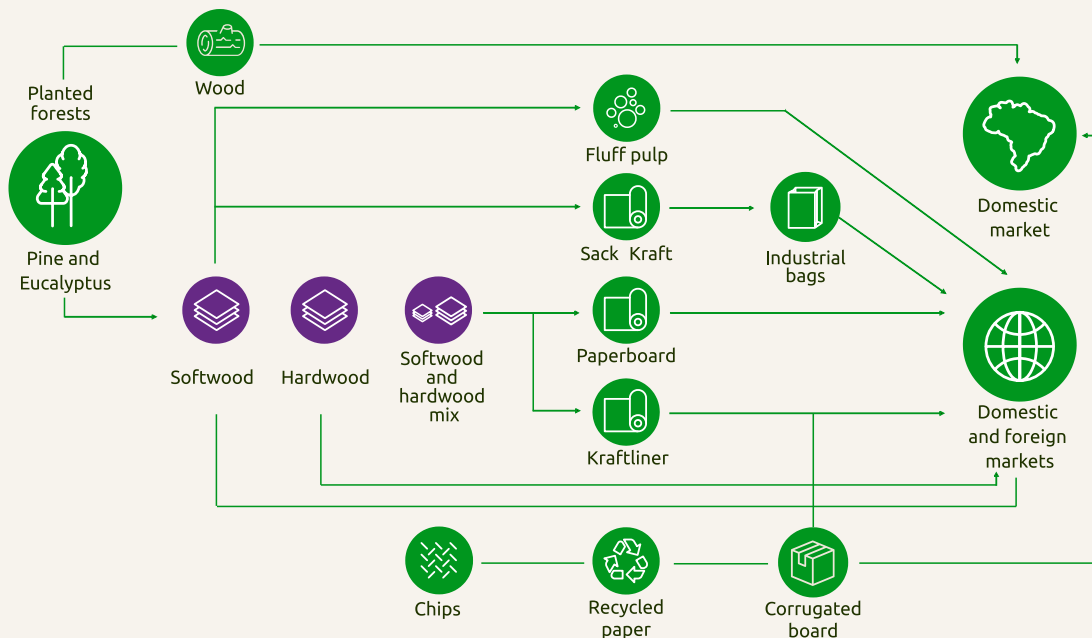 Wood
Planted
forests
Fluff pulp
Domestic
market
Pine and
Eucalyptus
Sack Kraft
Industrial
bags
Softwood
Hardwood
Softwood
and
hardwood
mix
Paperboard
Kraftliner
Domestic
and foreign
markets
Chips
Recycled
paper
Corrugated
board